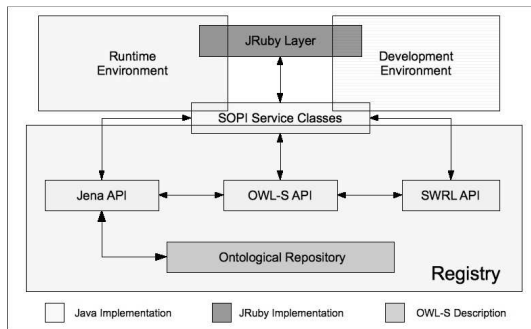 Runtime
Environment
JRuby Layer
Development
Environment
SOPI Service Classes
Jena API
OWL-S API
SWRL API
Ontological Repository
Registry
Java Implementation
JRuby Implementation
OWL-S Description